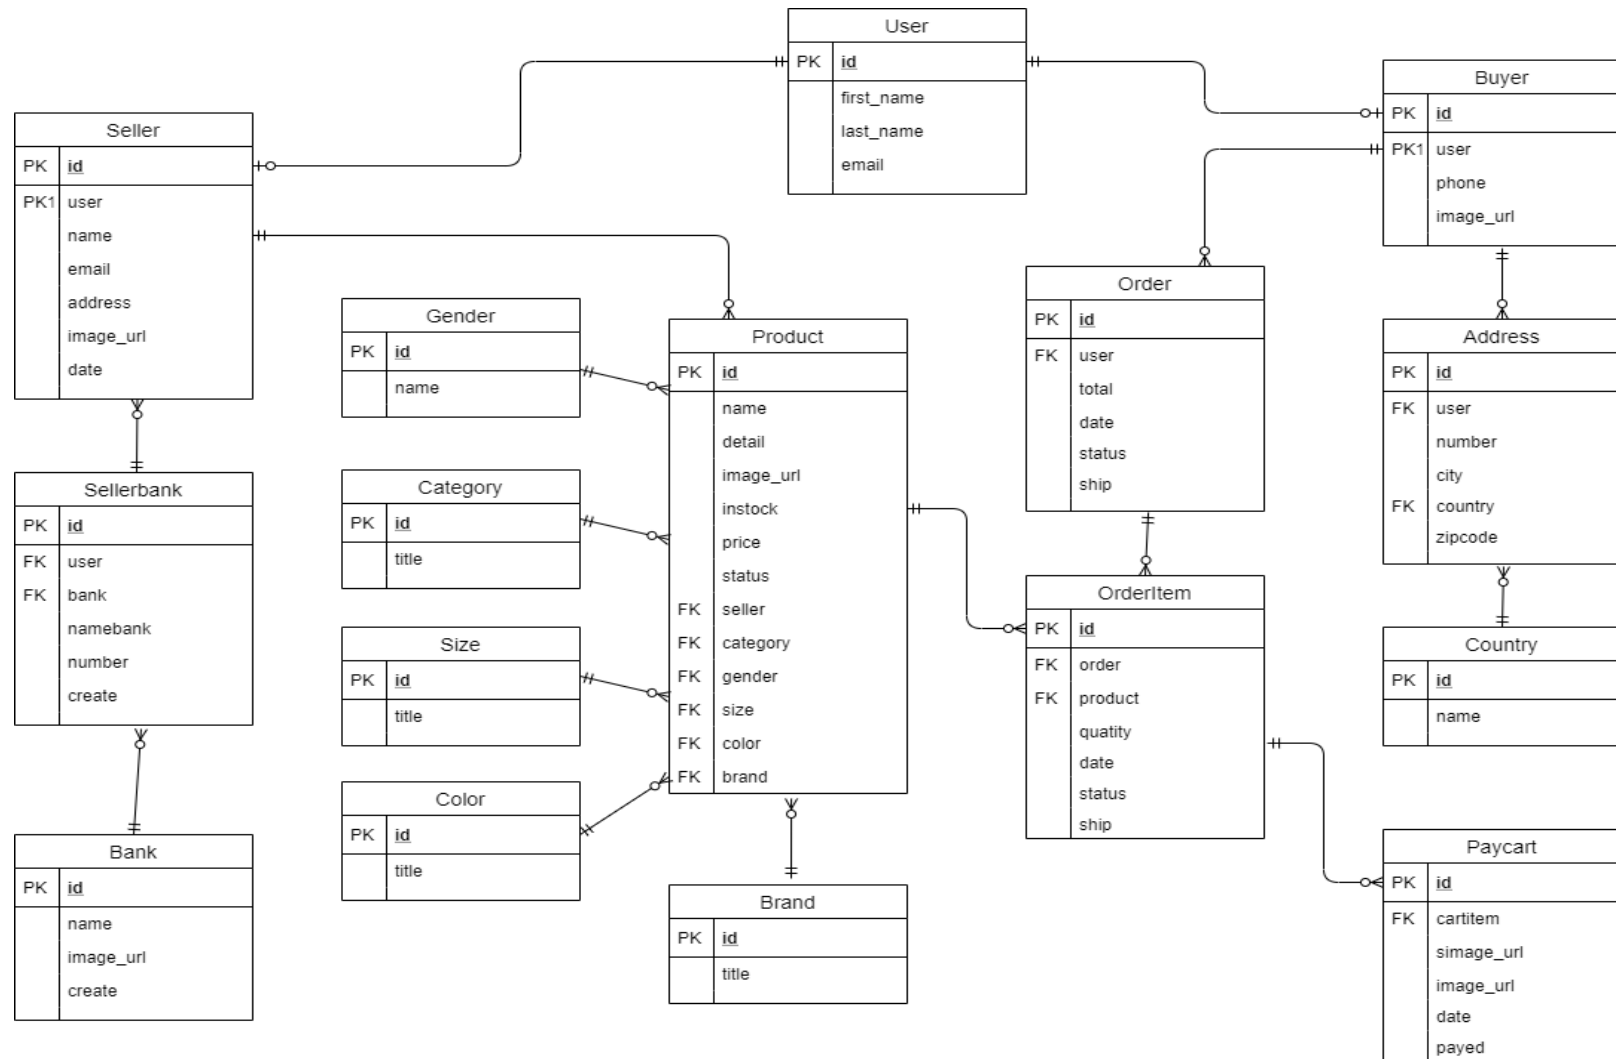 User
PK id
first_name
last_name
email
Buyer
PK id
PK1 user
phone
image_url
Seller
PK id
PK1 user
name
email
address
image_url
date
Gender
PK id
name
Product
PK id
name
detail
image_url
instock
price
status
FK seller
FK category
FK gender
FK size
FK color
FK brand
Order
PK id
FK user
total
date
status
ship
Address
PK id
FK user
number
city
FK country
zipcode
Sellerbank
PK id
FK user
FK bank
namebank
number
create
Category
PK id
title
Size
PK id
title
Color
PK id
title
OrderItem
PK id
FK order
FK product
quatity
date
status
ship
Country
PK id
name
Bank
PK id
name
image_url
create
Brand
PK id
title
Paycart
PK id
FK cartitem
simage_url
image_url
date
payed